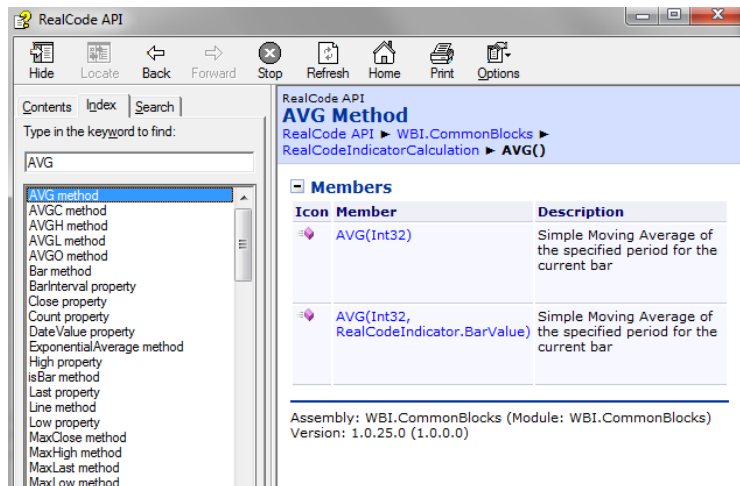 RealCode API
Hide Locate Back Forward Stop Refresh Home Print Options
Contents Index Search
Type in the keyword to find:
AVG
AVG method
AVGC method
AVGH method
AVGL method
AVGO method
Bar method
BarInterval property
Close property
Count property
DateValue property
ExponentialAverage method
High property
isBar method
Last property
Line method
Low property
MaxClose method
MaxHigh method
MaxLast method
MaxLow method
RealCode API
AVG Method
RealCode API ► WBI.CommonBlocks ►
RealCodeIndicatorCalculation ► AVG()
Members
Icon Member Description
AVG(Int32) Simple Moving Average of
the specified period for the
current bar
AVG(Int32, Simple Moving Average of
RealCodeIndicator.BarValue) the specified period for the
current bar
Assembly: WBI.CommonBlocks (Module: WBI.CommonBlocks)
Version: 1.0.25.0 (1.0.0.0)